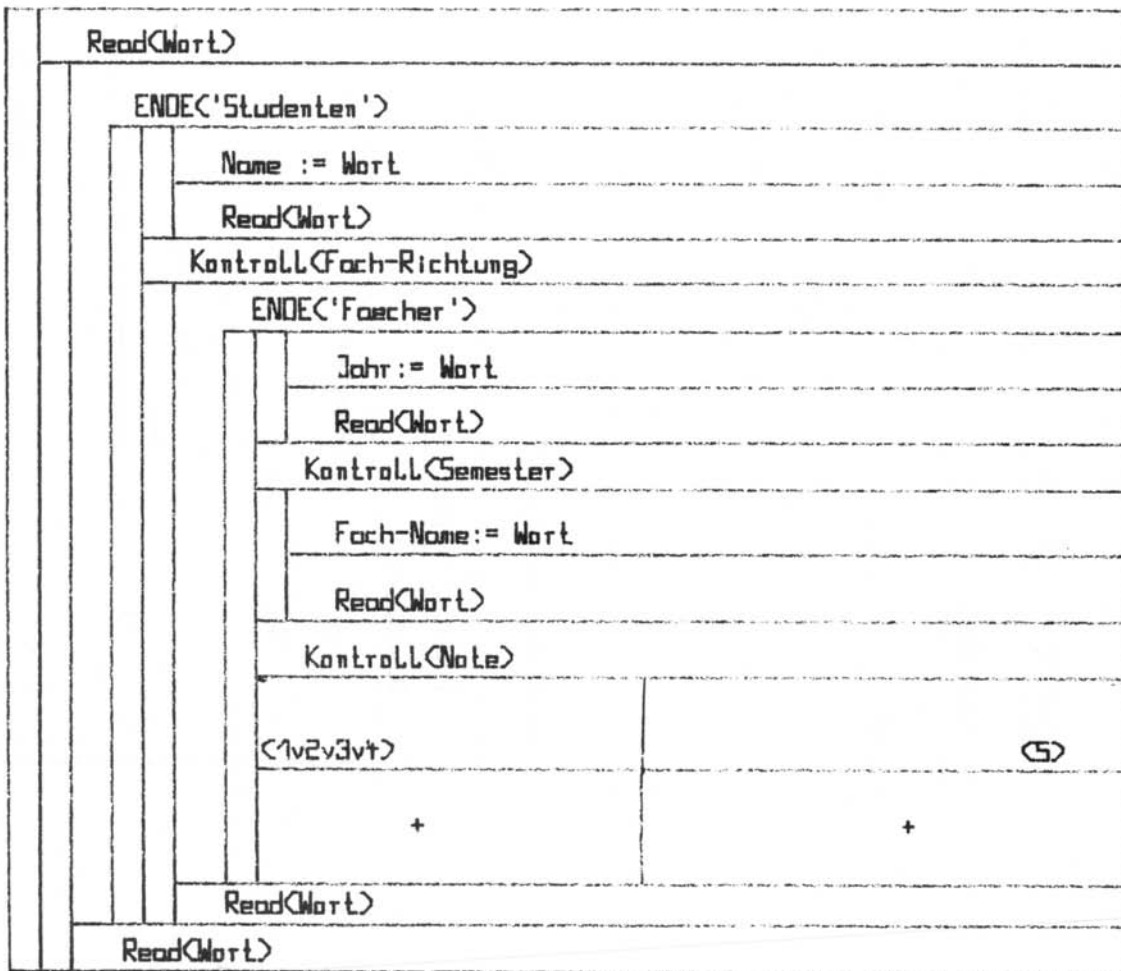 Read(Wort)
ENDE('Studenten')
Name := Wort
Read(Wort)
Kontroll(Fach-Richtung)
ENDE('Faecher')
Jahr:= Wort
Read(Wort)
Kontroll(Semester)
Fach-Name:= Wort
Read(Wort)
Kontroll(Note)
(1v2v3v4) (5)
+ +
Read(Wort)
Read(Wort)